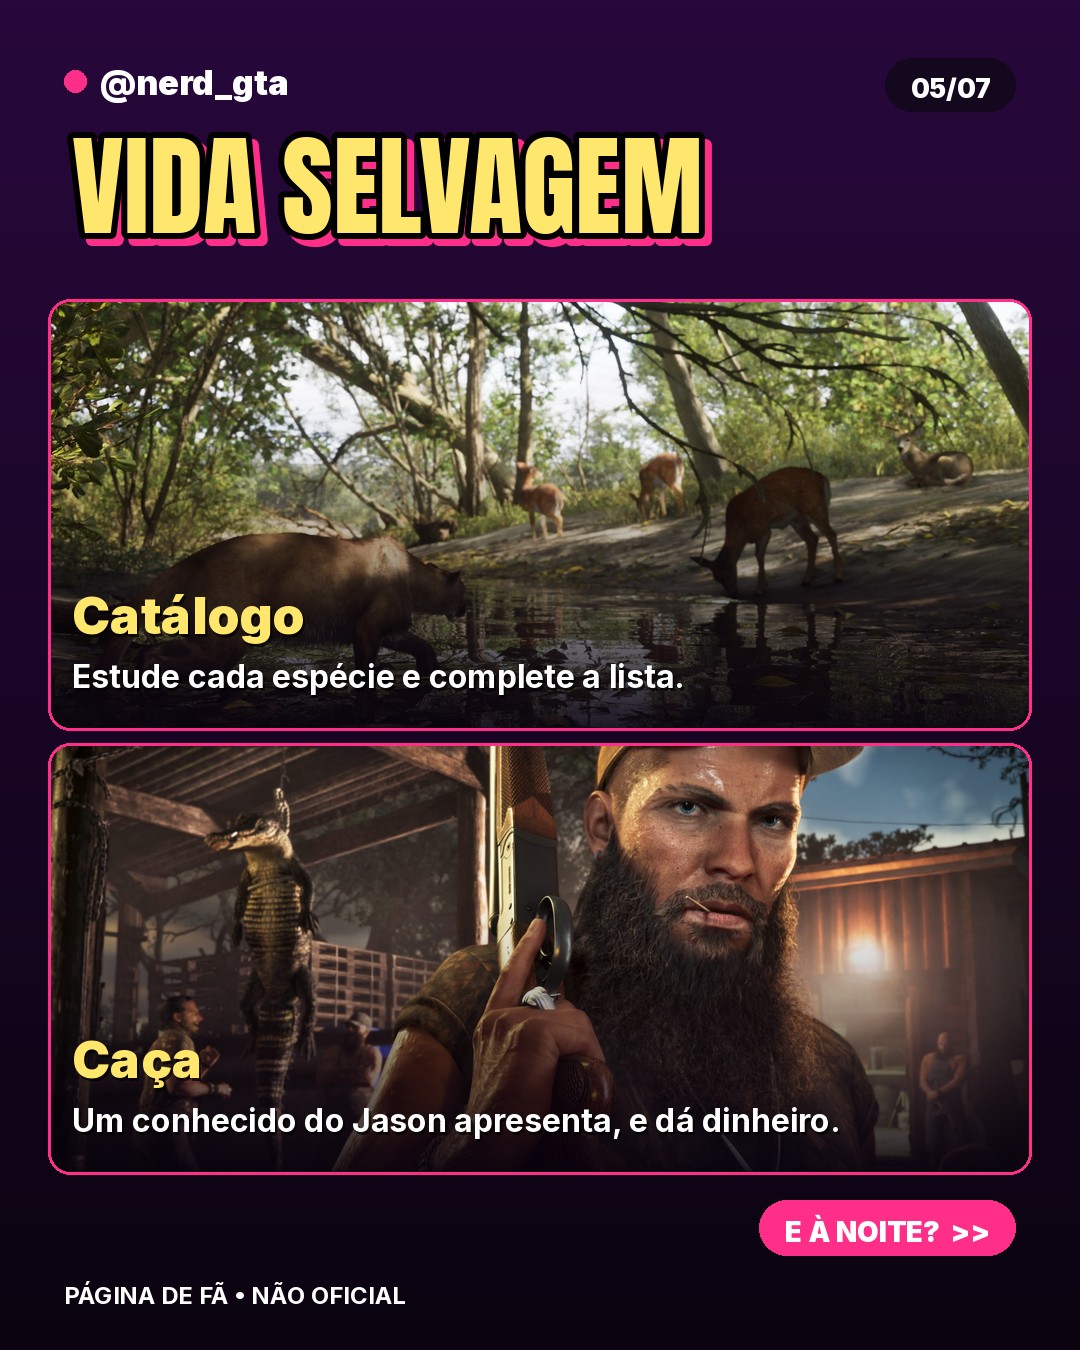 @nerd_gta
05/07
VIDA SELVAGEM
Catálogo
Estude cada espécie e complete a lista.
Caça
Um conhecido do Jason apresenta, e dá dinheiro.
E À NOITE? >>
PÁGINA DE FÃ • NÃO OFICIAL